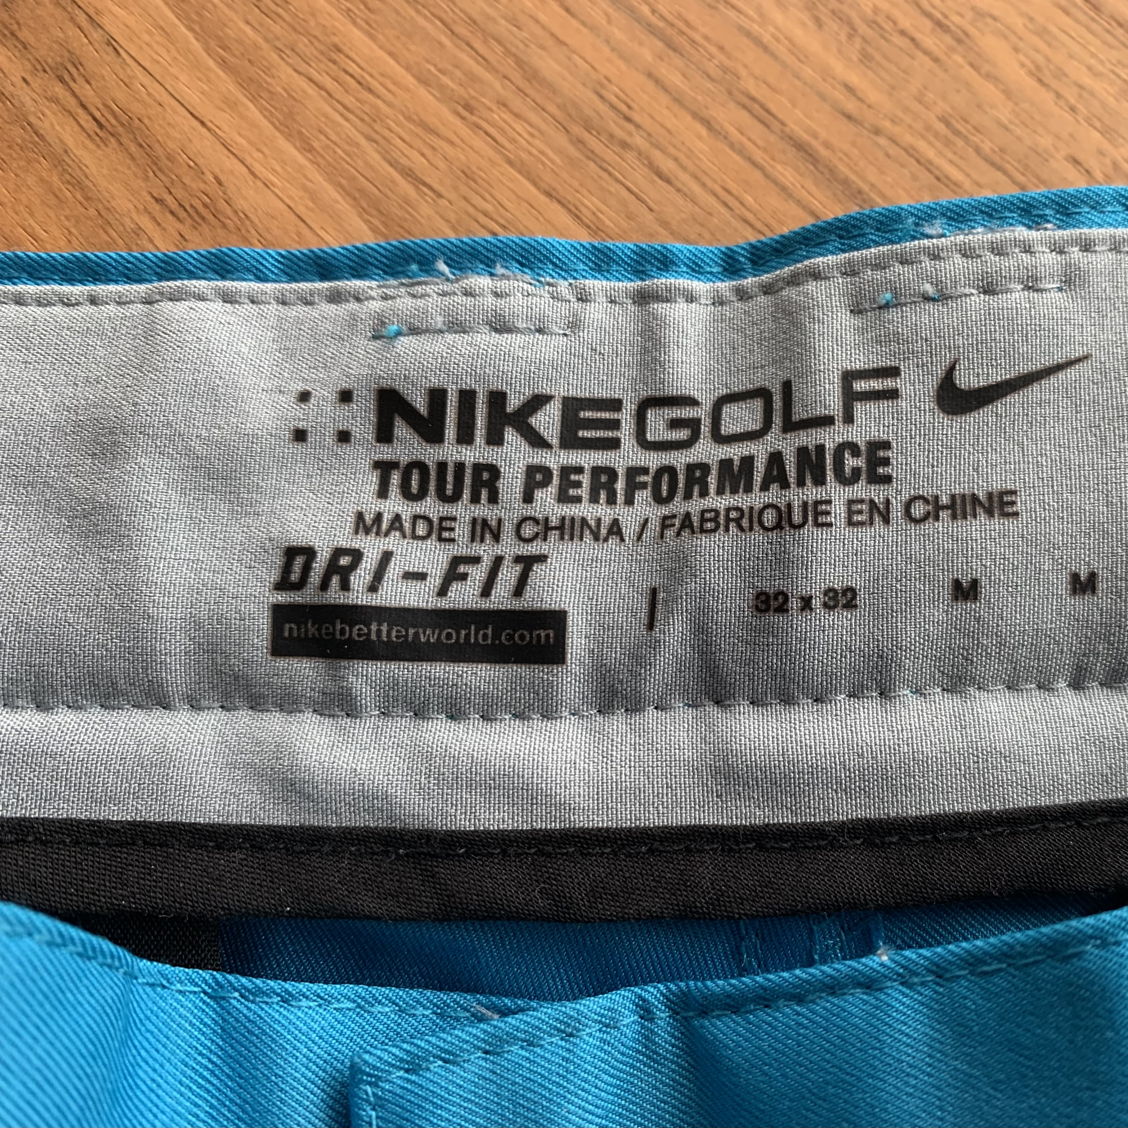 NIKEGOLF
TOUR PERFORMANCE
MADE IN CHINA / FABRIQUE EN CHINE
DRI-FIT
nikebetterworld.com
| 32 x 32 M M